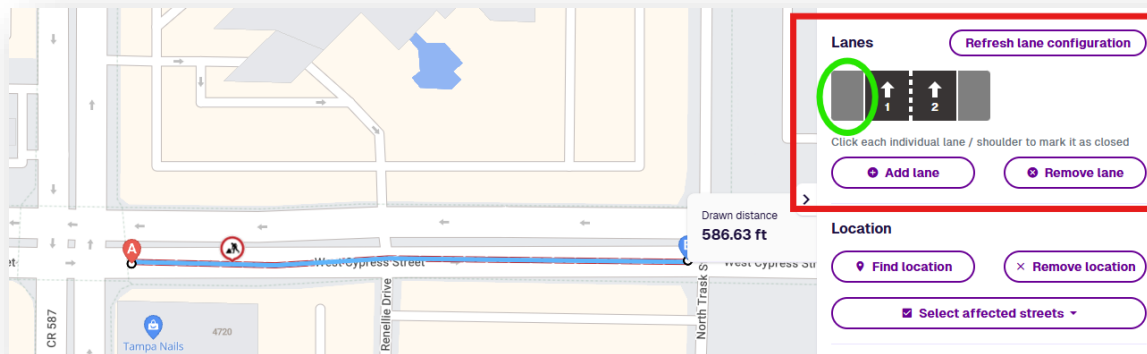 Lanes
Refresh lane configuration
1
2
Click each individual lane / shoulder to mark it as closed
Add lane
Remove lane
Drawn distance
586.63 ft
Location
Find location
Remove location
Select affected streets
A
West Cypress Street
West Cypress Str
CR 587
Renellie Drive
North Trask S
4720
Tampa Nails